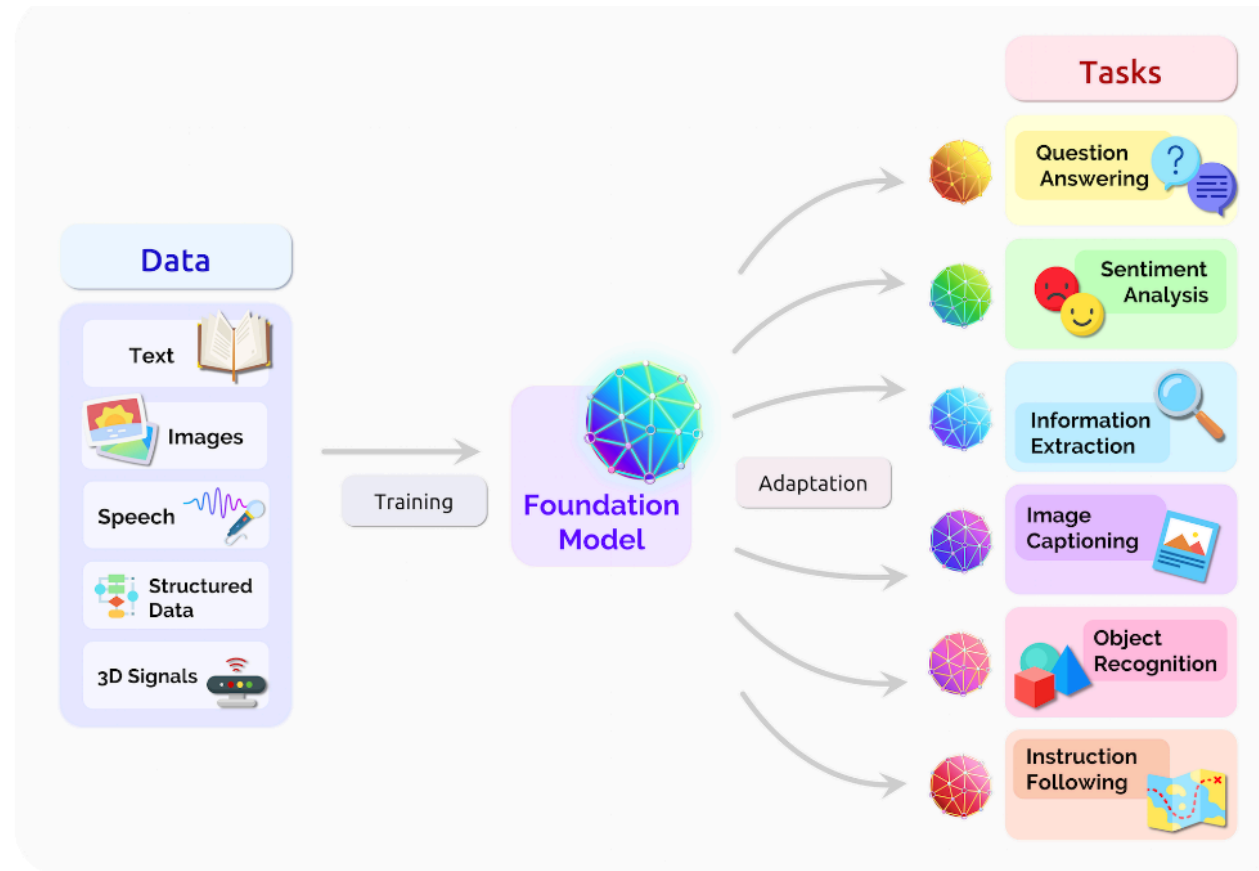 Data
Text
Images
Speech
Structured
Data
3D Signals
Training
Foundation
Model
Adaptation
Tasks
Question
Answering
?
Sentiment
Analysis
Information
Extraction
Image
Captioning
Object
Recognition
Instruction
Following